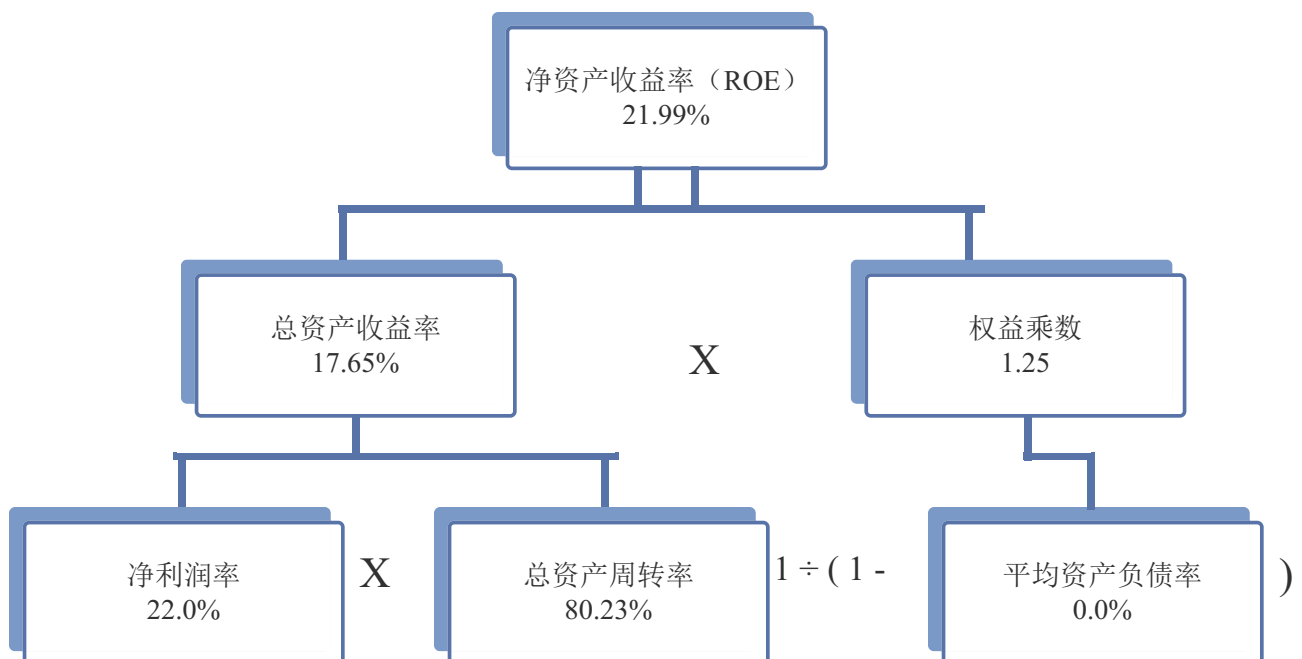 净资产收益率（ROE）
21.99%
总资产收益率
17.65%
X
权益乘数
1.25
净利润率
22.0%
X
总资产周转率
80.23%
1 ÷ ( 1 -
平均资产负债率
0.0%
)